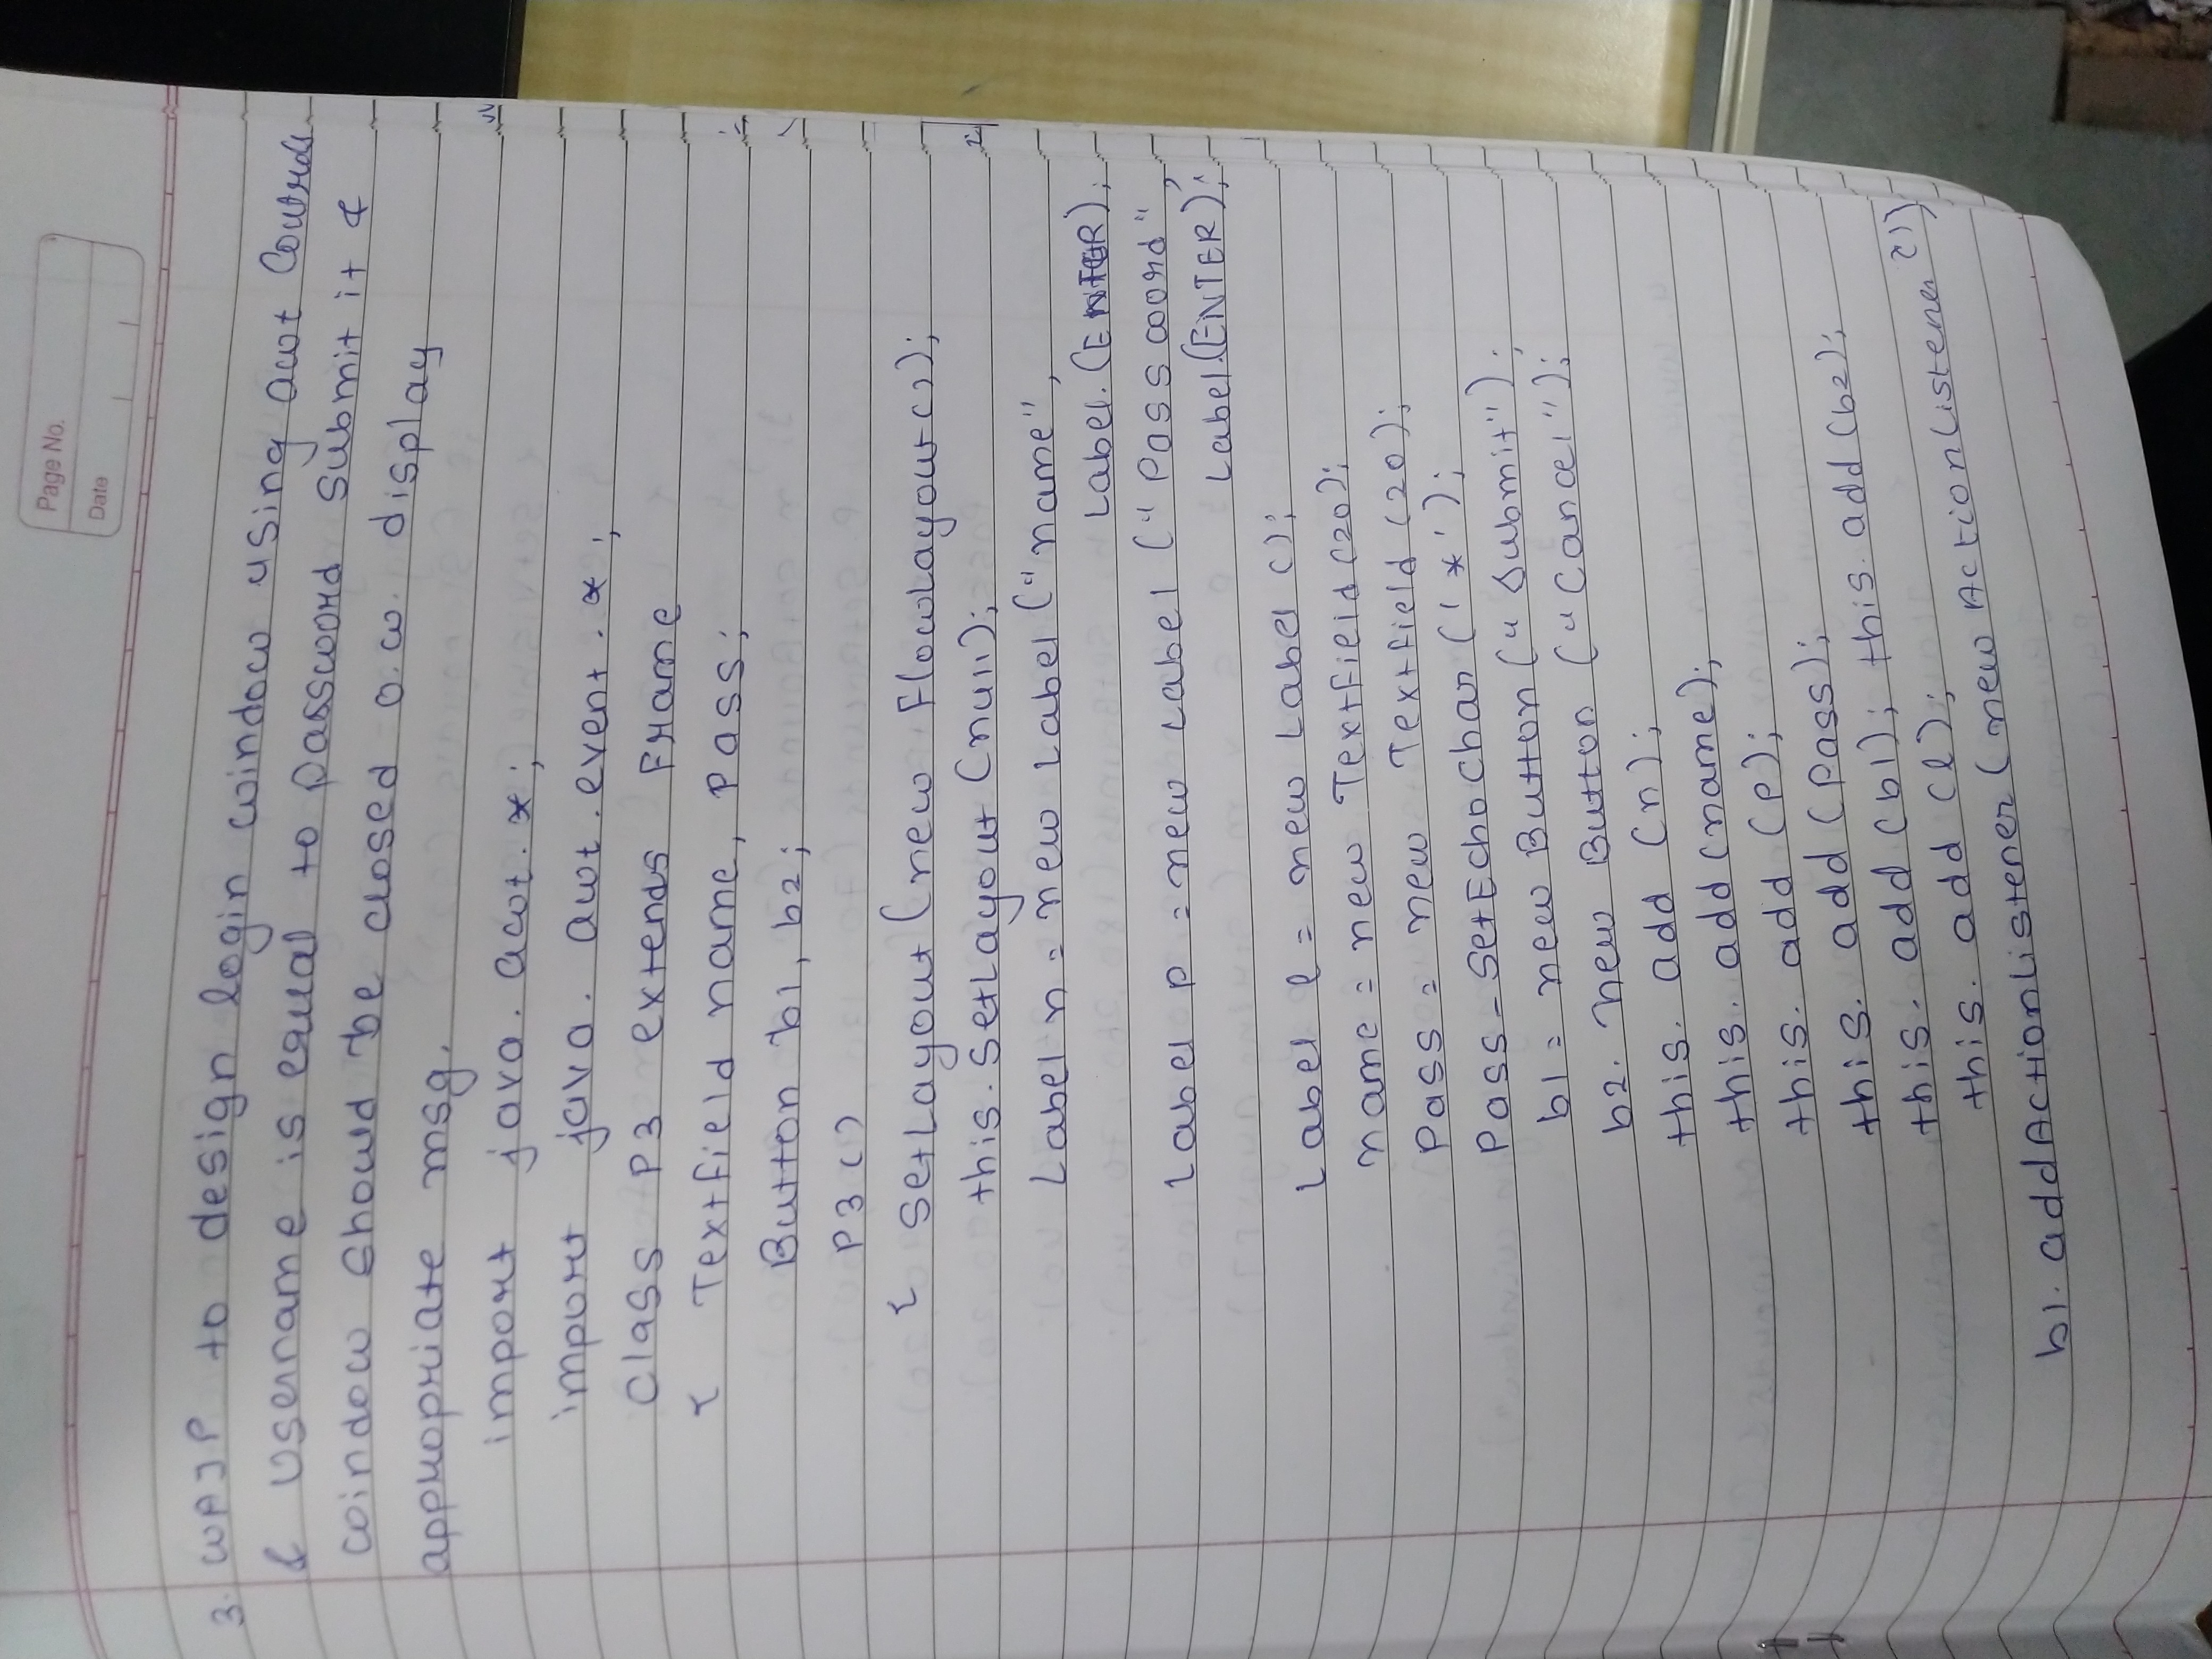 Page No.
Date
3. WAJP to design login window using awt Controls
& Username is equal to password submit it &
window should be closed o.w. display
appropriate msg.
import java.awt.*;
import java.awt.event.*;
class P3 extends Frame
{ Textfield name, pass;
Button b1, b2;
P3()
{ setLayout(new FlowLayout());
this.setLayout(null);
Label n = new Label("name",
Label.(ENTER);
Label p = new Label("Password",
Label.(ENTER);
Label l = new Label();
name = new Textfield(20);
Pass = new Textfield(20);
Pass-SetEchoChar('*');
b1 = new Button("Submit");
b2. new Button("Cancel");
this.add(n);
this.add(name);
this.add(p);
this.add(pass);
this.add(b1); this.add(b2);
this.add(l);
b1.addActionListener(new ActionListener()